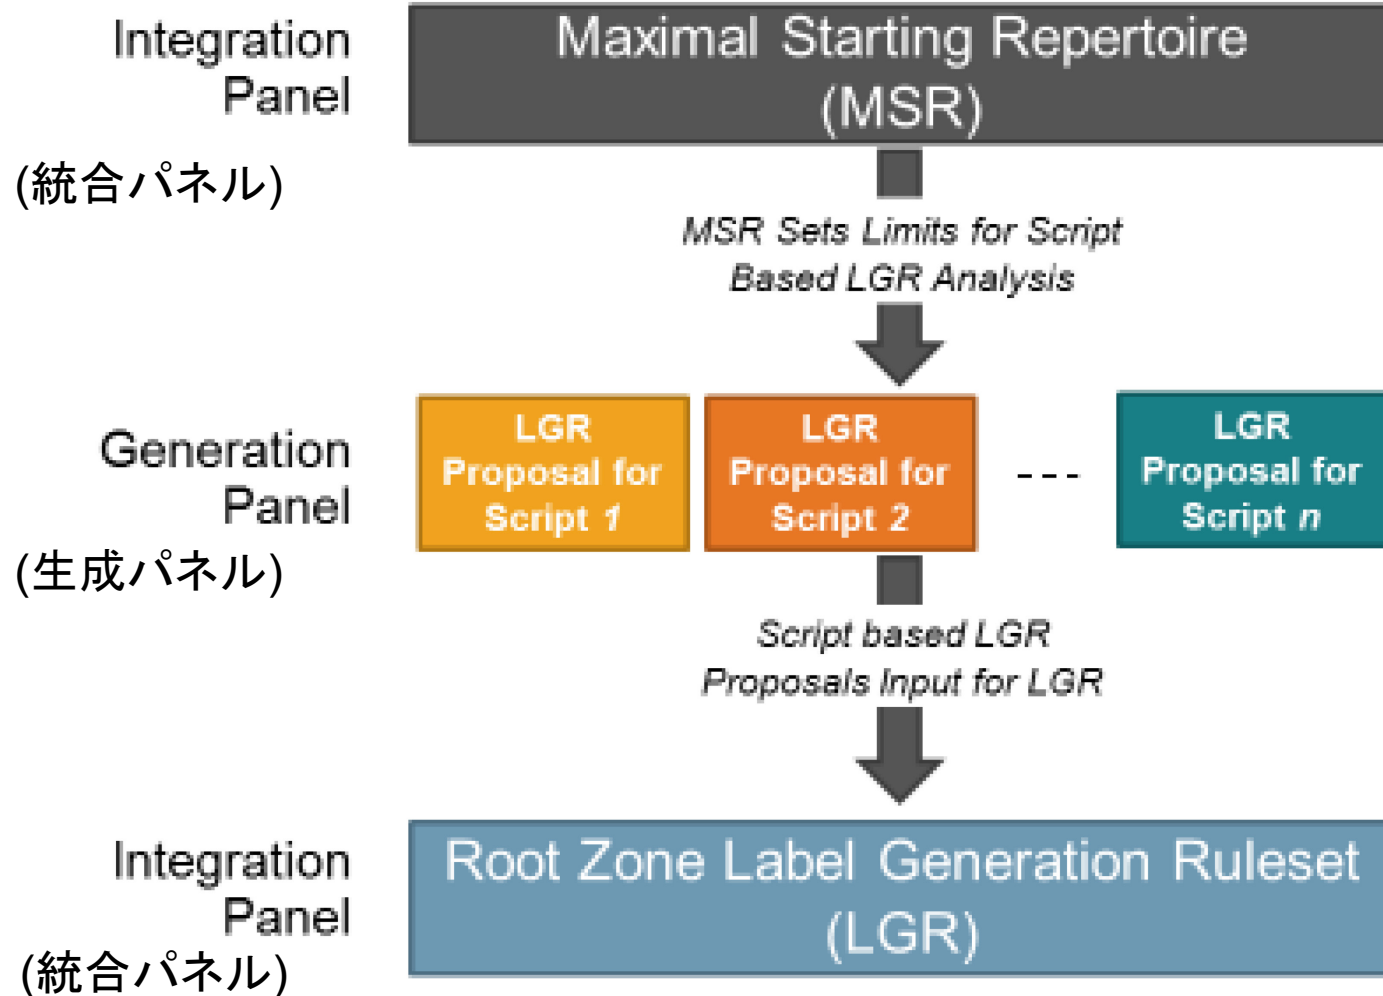 Integration
Panel
(統合パネル)
Maximal Starting Repertoire
(MSR)
MSR Sets Limits for Script
Based LGR Analysis
Generation
Panel
(生成パネル)
LGR
Proposal for
Script 1
LGR
Proposal for
Script 2
----
LGR
Proposal for
Script n
Script based LGR
Proposals Input for LGR
Integration
Panel
(統合パネル)
Root Zone Label Generation Ruleset
(LGR)